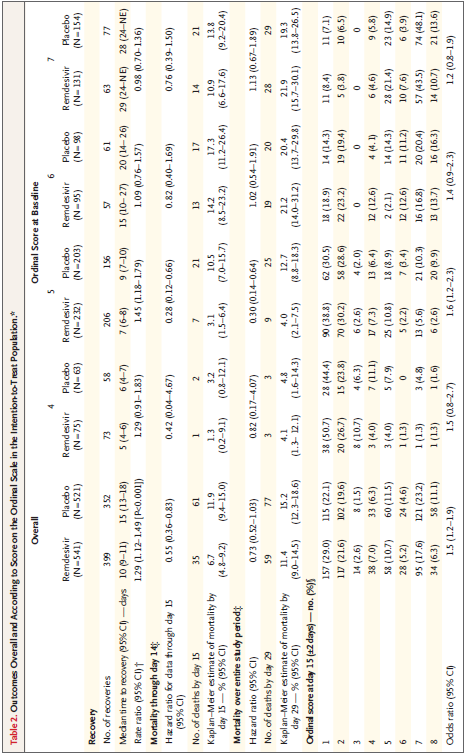 Table 2. Outcomes Overall and According to Score on the Ordinal Scale in the Intention-to-Treat Population.*
Overall Ordinal Score at Baseline
4 5 6 7
Remdesivir Placebo Remdesivir Placebo Remdesivir Placebo Remdesivir Placebo Remdesivir Placebo
(N=541) (N=521) (N=75) (N=63) (N=232) (N=203) (N=95) (N=98) (N=131) (N=154)
Recovery
No. of recoveries 399 352 73 58 206 156 57 61 63 77
Median time to recovery (95% CI) — days 10 (9–11) 15 (13–18) 5 (4–6) 6 (4–7) 7 (6–8) 9 (7–10) 15 (10–27) 20 (14–26) 29 (24–NE) 28 (24–NE)
Rate ratio (95% CI)† 1.29 (1.12–1.49 [P<0.001]) 1.29 (0.91–1.83) 1.45 (1.18–1.79) 1.09 (0.76–1.57) 0.98 (0.70–1.36)
Mortality through day 14‡
Hazard ratio for data through day 15 0.55 (0.36–0.83) 0.42 (0.04–4.67) 0.28 (0.12–0.66) 0.82 (0.40–1.69) 0.76 (0.39–1.50)
(95% CI)
No. of deaths by day 15 35 61 1 2 7 21 13 17 14 21
Kaplan–Meier estimate of mortality by 6.7 11.9 1.3 3.2 3.1 10.5 14.2 17.3 10.9 13.8
day 15 — % (95% CI) (4.8–9.2) (9.4–15.0) (0.2–9.1) (0.8–12.1) (1.5–6.4) (7.0–15.7) (8.5–23.2) (11.2–26.4) (6.6–17.6) (9.2–20.4)
Mortality over entire study period‡
Hazard ratio (95% CI) 0.73 (0.52–1.03) 0.82 (0.17–4.07) 0.30 (0.14–0.64) 1.02 (0.54–1.91) 1.13 (0.67–1.89)
No. of deaths by day 29 59 77 3 3 9 25 19 20 28 29
Kaplan–Meier estimate of mortality by 11.4 15.2 4.1 4.8 4.0 12.7 21.2 20.4 21.9 19.3
day 29 — % (95% CI) (9.0–14.5) (12.3–18.6) (1.3–12.1) (1.6–14.3) (2.1–7.5) (8.8–18.3) (14.0–31.2) (13.7–29.8) (15.7–30.1) (13.8–26.5)
Ordinal score at day 15 (±2 days) — no. (%)§
1 157 (29.0) 115 (22.1) 38 (50.7) 28 (44.4) 90 (38.8) 62 (30.5) 18 (18.9) 14 (14.3) 11 (8.4) 11 (7.1)
2 117 (21.6) 102 (19.6) 20 (26.7) 15 (23.8) 70 (30.2) 58 (28.6) 22 (23.2) 19 (19.4) 5 (3.8) 10 (6.5)
3 14 (2.6) 8 (1.5) 8 (10.7) 4 (6.3) 6 (2.6) 4 (2.0) 0 0 0 0
4 38 (7.0) 33 (6.3) 3 (4.0) 7 (11.1) 17 (7.3) 13 (6.4) 12 (12.6) 4 (4.1) 6 (4.6) 9 (5.8)
5 58 (10.7) 60 (11.5) 3 (4.0) 5 (7.9) 25 (10.8) 18 (8.9) 2 (2.1) 14 (14.3) 28 (21.4) 23 (14.9)
6 28 (5.2) 24 (4.6) 1 (1.3) 0 5 (2.2) 7 (3.4) 12 (12.6) 11 (11.2) 10 (7.6) 6 (3.9)
7 95 (17.6) 121 (23.2) 1 (1.3) 3 (4.8) 13 (5.6) 21 (10.3) 16 (16.8) 20 (20.4) 57 (43.5) 74 (48.1)
8 34 (6.3) 58 (11.1) 1 (1.3) 1 (1.6) 6 (2.6) 20 (9.9) 13 (13.7) 16 (16.3) 14 (10.7) 21 (13.6)
Odds ratio (95% CI) 1.5 (1.2–1.9) 1.5 (0.8–2.7) 1.6 (1.2–2.3) 1.4 (0.9–2.3) 1.2 (0.8–1.9)